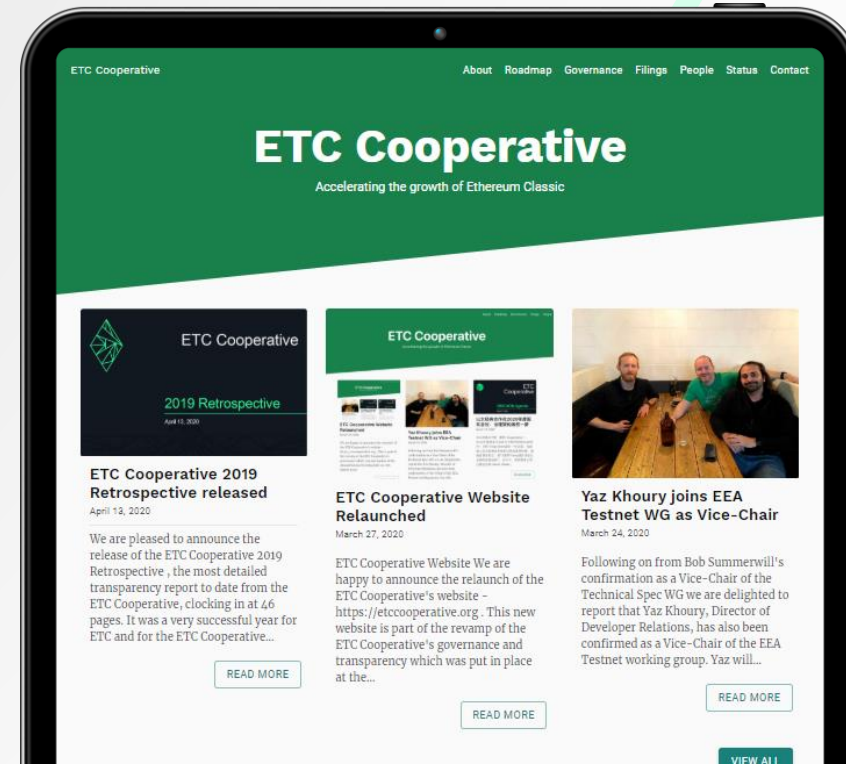 ETC Cooperative
About Roadmap Governance Filings People Status Contact
ETC Cooperative
Accelerating the growth of Ethereum Classic
ETC Cooperative
2019 Retrospective
April 13, 2020
ETC Cooperative 2019
Retrospective released
April 13, 2020
We are pleased to announce the
release of the ETC Cooperative 2019
Retrospective , the most detailed
transparency report to date from the
ETC Cooperative, clocking in at 46
pages. It was a very successful year for
ETC and for the ETC Cooperative...
READ MORE
ETC Cooperative
ETC Cooperative Website
Relaunched
March 27, 2020
ETC Cooperative Website We are
happy to announce the relaunch of the
ETC Cooperative's website -
https://etccooperative.org . This new
website is part of the revamp of the
ETC Cooperative's governance and
transparency which was put in place
at the...
READ MORE
Yaz Khoury joins EEA
Testnet WG as Vice-Chair
March 24, 2020
Following on from Bob Summerwill's
confirmation as a Vice-Chair of the
Technical Spec WG we are delighted to
report that Yaz Khoury, Director of
Developer Relations, has also been
confirmed as a Vice-Chair of the EEA
Testnet working group. Yaz will...
READ MORE
VIEW ALL